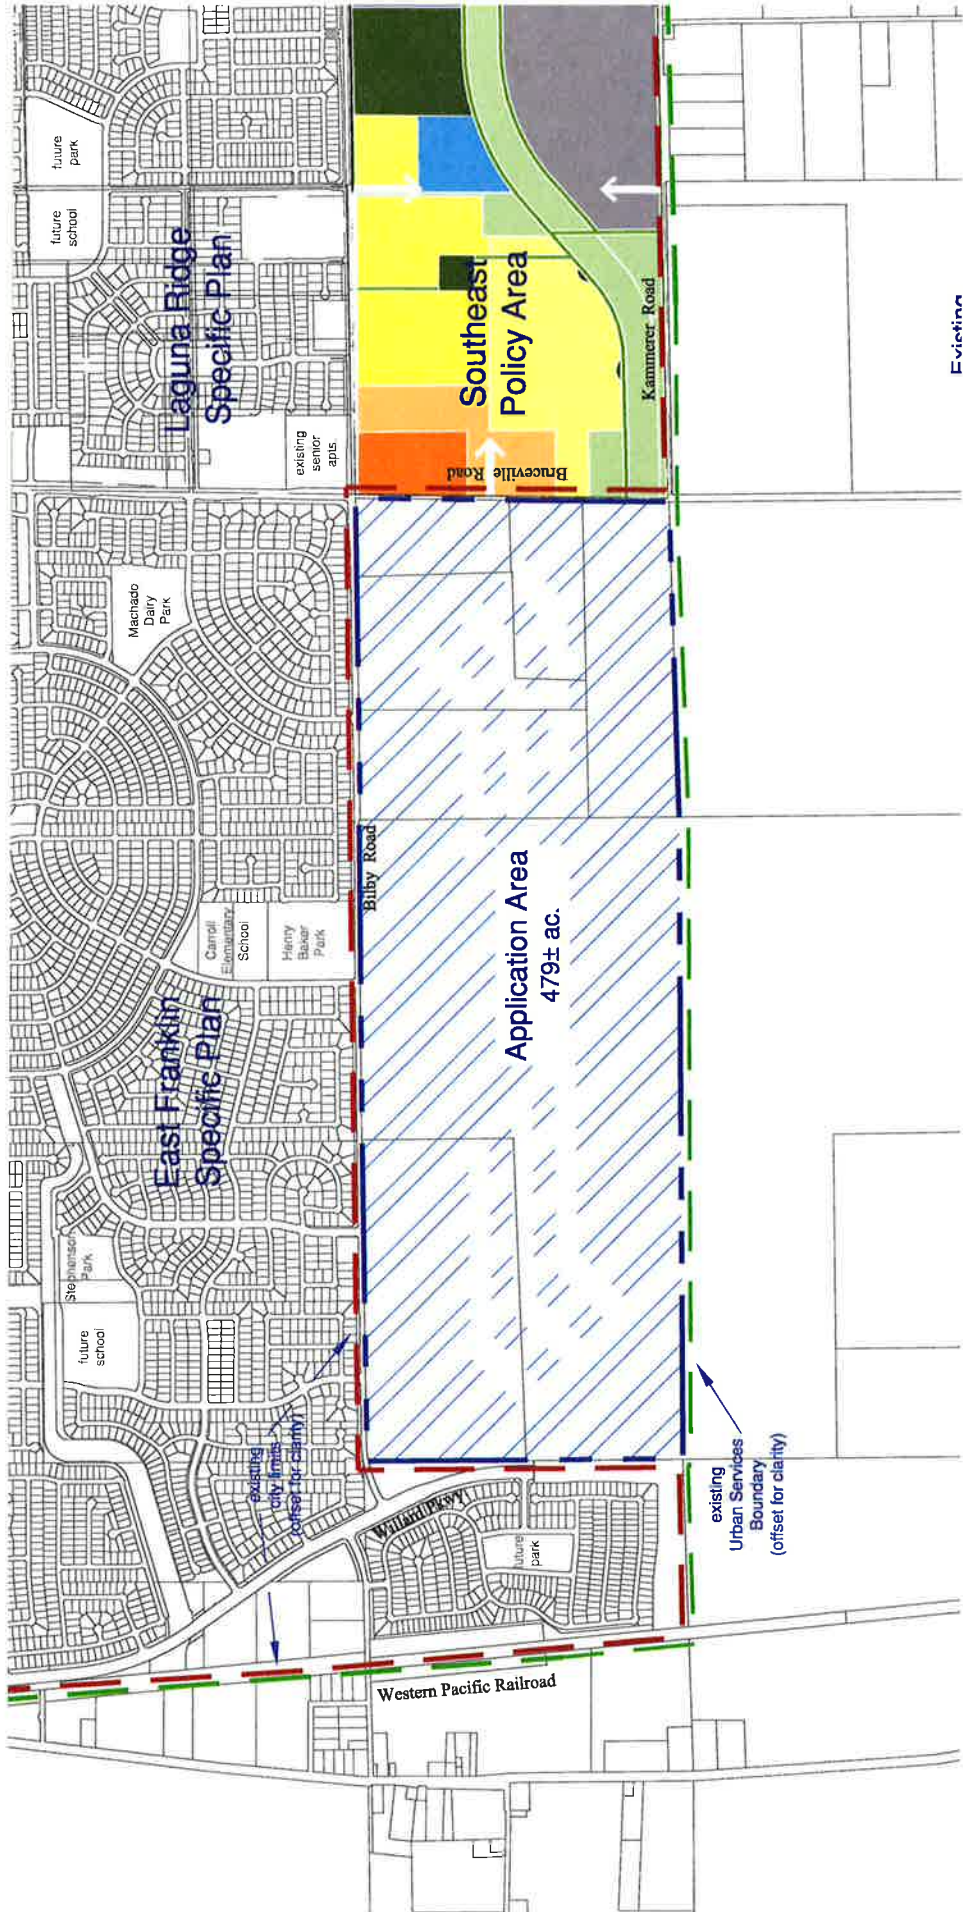 future
park
future
school
Laguna Ridge
Specific Plan
existing
senior
apts.
Southeast
Policy Area
Bruceville Road
Kammerer Road
Existing
Machado
Dairy
Park
Bilby Road
Carroll
Elementary
School
Henry
Baker
Park
East Franklin
Specific Plan
Application Area
479± ac.
Stephenson
Park
future
school
existing
city limits
(offset for clarity)
Willard Pkwy
future
park
existing
Urban Services
Boundary
(offset for clarity)
Western Pacific Railroad